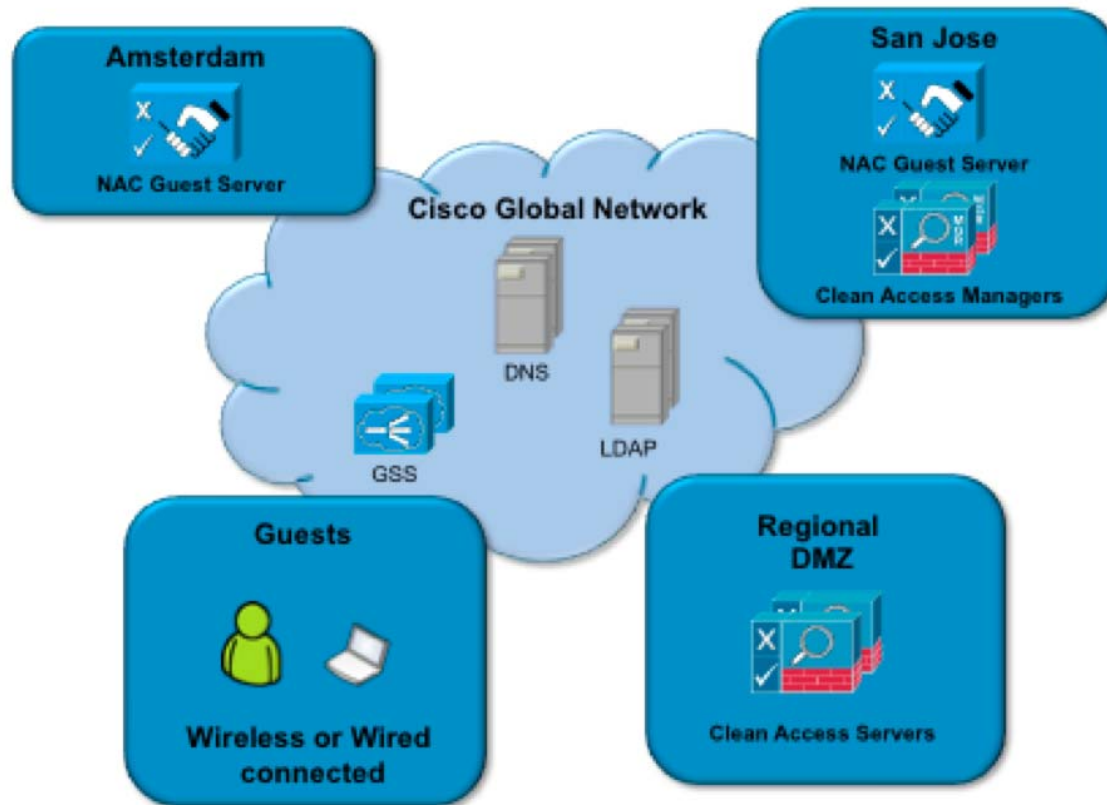 Amsterdam
NAC Guest Server
San Jose
NAC Guest Server
Clean Access Managers
Cisco Global Network
DNS
LDAP
GSS
Guests
Wireless or Wired
connected
Regional
DMZ
Clean Access Servers